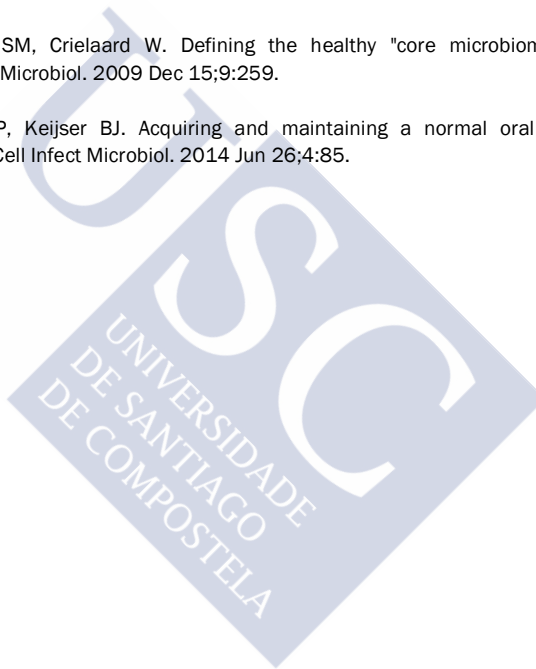 SM, Crielaard W. Defining the healthy "core microbiom
Microbiol. 2009 Dec 15;9:259.
P, Keijser BJ. Acquiring and maintaining a normal oral
Cell Infect Microbiol. 2014 Jun 26;4:85.
USC
UNIVERSIDADE
DE SANTIAGO
DE COMPOSTELA